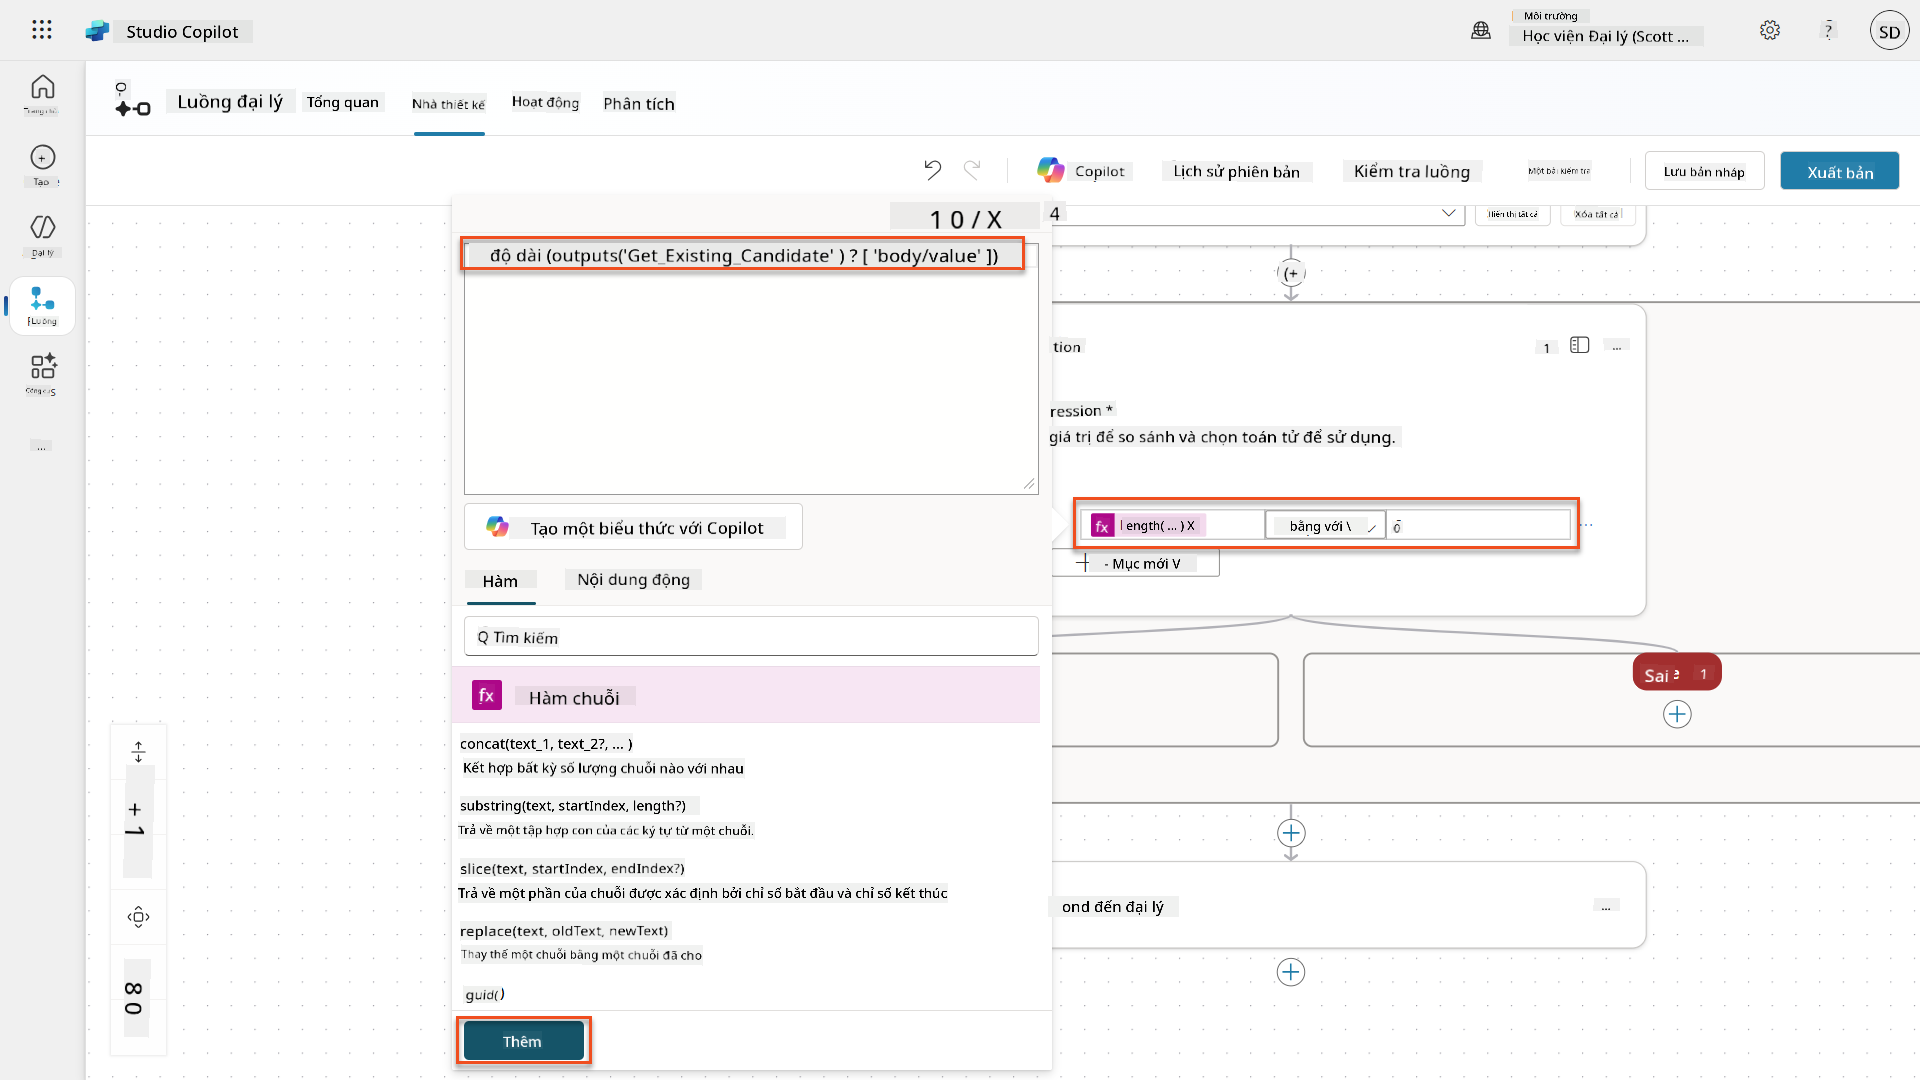 Studio Copilot
Môi trường
Học viện Đại lý (Scott ...
?
SD
Luồng đại lý
Tổng quan
Nhà thiết kế
Hoạt động
Phân tích
Tạo
Đại lý
Luồng
...
Copilot
Lịch sử phiên bản
Kiểm tra luồng
Một bài kiểm tra
Lưu bản nháp
Xuất bản
1 0 / X
4
Hiển thị tất cả
Xóa tất cả
độ dài (outputs('Get_Existing_Candidate' ) ? [ 'body/value' ])
tion
1
...
ression *
giá trị để so sánh và chọn toán tử để sử dụng.
Tạo một biểu thức với Copilot
fx
length( ... ) X
bằng với \
...
- Mục mới V
Hàm
Nội dung động
Q Tìm kiếm
fx
Hàm chuỗi
Sai
1
concat(text_1, text_2?, ... )
Kết hợp bất kỳ số lượng chuỗi nào với nhau
substring(text, startIndex, length?)
Trả về một tập hợp con của các ký tự từ một chuỗi.
slice(text, startIndex, endIndex?)
Trả về một phần của chuỗi được xác định bởi chỉ số bắt đầu và chỉ số kết thúc
replace(text, oldText, newText)
Thay thế một chuỗi bằng một chuỗi đã cho
guid()
Thêm
ond đến đại lý
...
+ 1
8 0